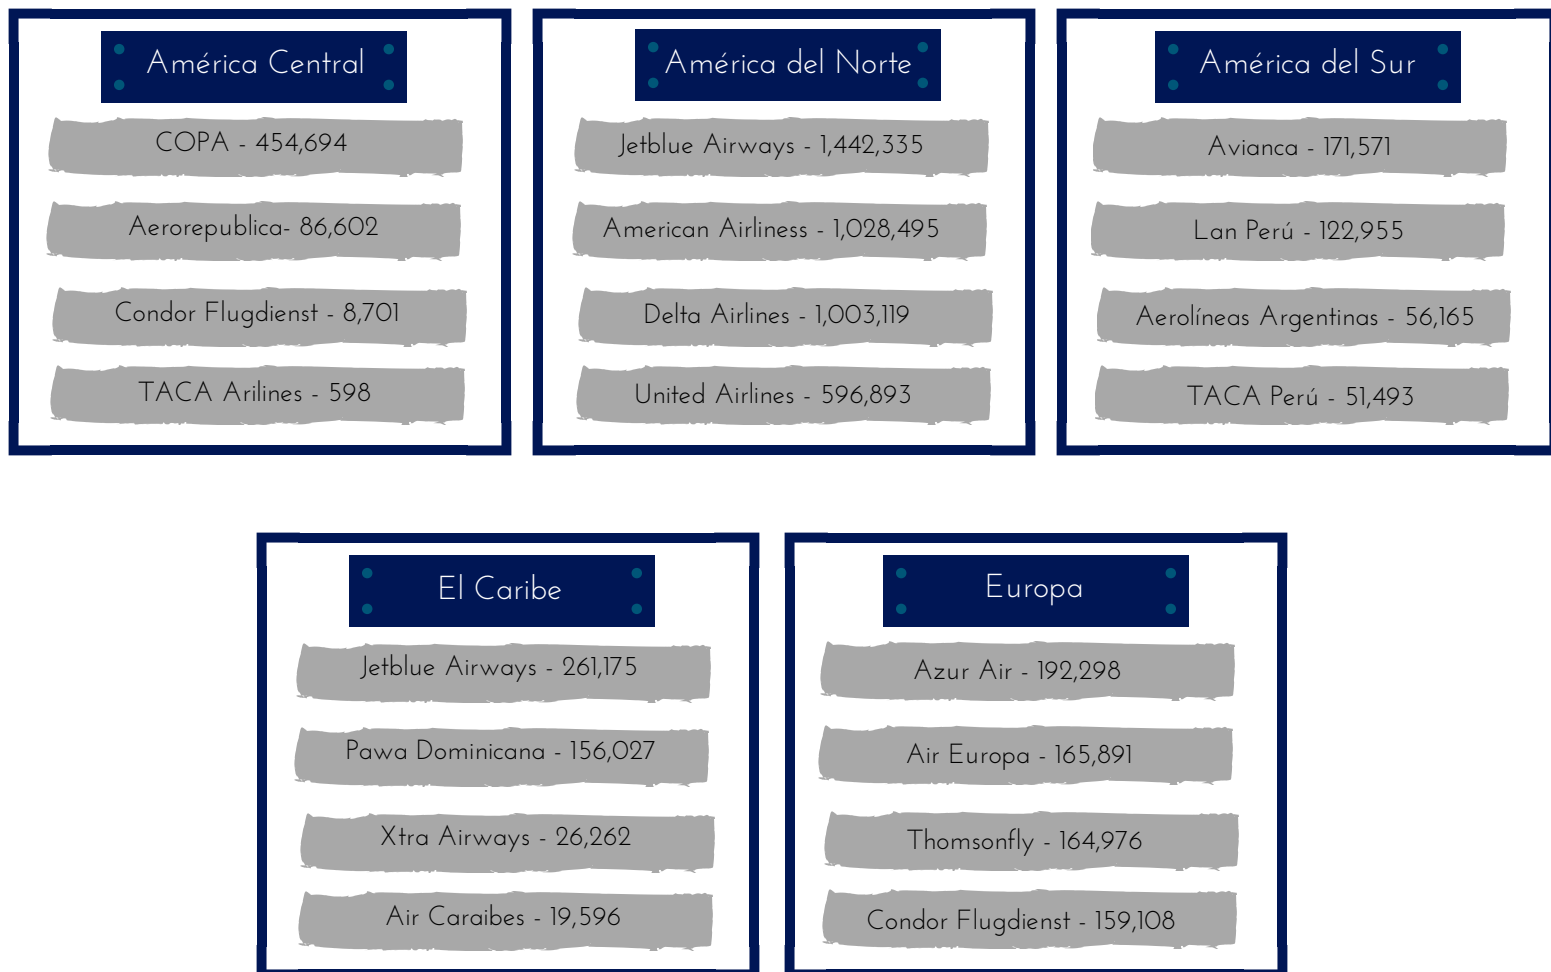 América Central
COPA - 454,694
Aerorepublica- 86,602
Condor Flugdienst - 8,701
TACA Arilines - 598
América del Norte
Jetblue Airways - 1,442,335
American Airliness - 1,028,495
Delta Airlines - 1,003,119
United Airlines - 596,893
América del Sur
Avianca - 171,571
Lan Perú - 122,955
Aerolíneas Argentinas - 56,165
TACA Perú - 51,493
El Caribe
Jetblue Airways - 261,175
Pawa Dominicana - 156,027
Xtra Airways - 26,262
Air Caraibes - 19,596
Europa
Azur Air - 192,298
Air Europa - 165,891
Thomsonfly - 164,976
Condor Flugdienst - 159,108